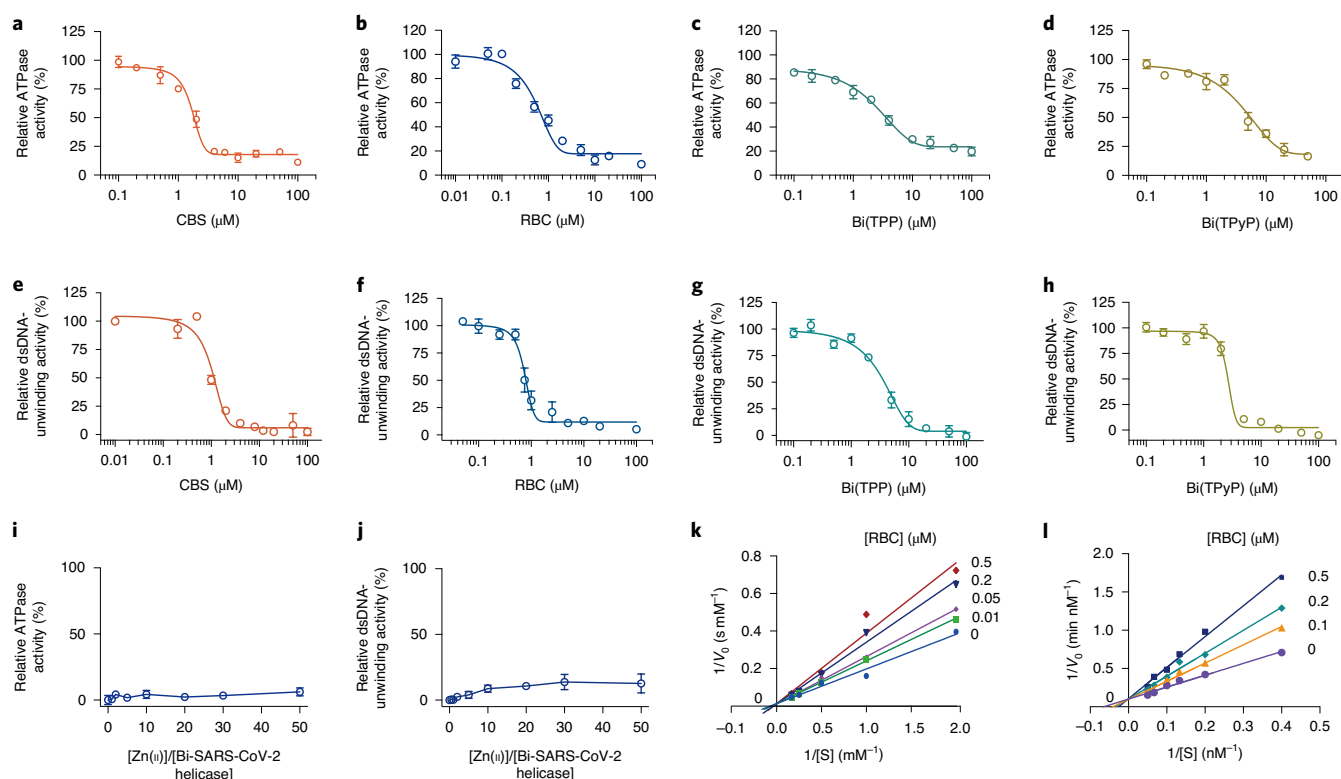 a
Relative ATPase
activity (%)
125
100
75
50
25
0
0.1
1
10
100
CBS (μM)
b
Relative ATPase
activity (%)
120
100
80
60
40
20
0
0.01
0.1
1
10
100
RBC (μM)
c
Relative ATPase
activity (%)
120
100
80
60
40
20
0
0.1
1
10
100
Bi(TPP) (μM)
d
Relative ATPase
activity (%)
125
100
75
50
25
0
0.1
1
10
100
Bi(TPyP) (μM)
e
Relative dsDNA-
unwinding activity (%)
125
100
75
50
25
0
0.01
0.1
1
10
100
CBS (μM)
f
Relative dsDNA-
unwinding activity (%)
125
100
75
50
25
0
0.1
1
10
100
RBC (μM)
g
Relative dsDNA-
unwinding activity (%)
125
100
75
50
25
0
0.1
1
10
100
Bi(TPP) (μM)
h
Relative dsDNA-
unwinding activity (%)
125
100
75
50
25
0
0.1
1
10
100
Bi(TPyP) (μM)
i
Relative ATPase
activity (%)
100
50
0
0
10
20
30
40
50
[Zn(II)]/[Bi-SARS-CoV-2
helicase]
j
Relative dsDNA-
unwinding activity (%)
100
50
0
0
10
20
30
40
50
[Zn(II)]/[Bi-SARS-CoV-2
helicase]
k
[RBC] (μM)
1/V0 (s mM−1)
0.8
0.6
0.4
0.2
0
0.5
0.2
0.05
0.01
0
−0.1
0
0.5
1.0
2.0
1/[S] (mM−1)
l
[RBC] (μM)
1/V0 (min nM−1)
2.0
1.5
1.0
0.5
0
0.5
0.2
0.1
0
−0.1
0
0.1
0.2
0.3
0.4
1/[S] (nM−1)